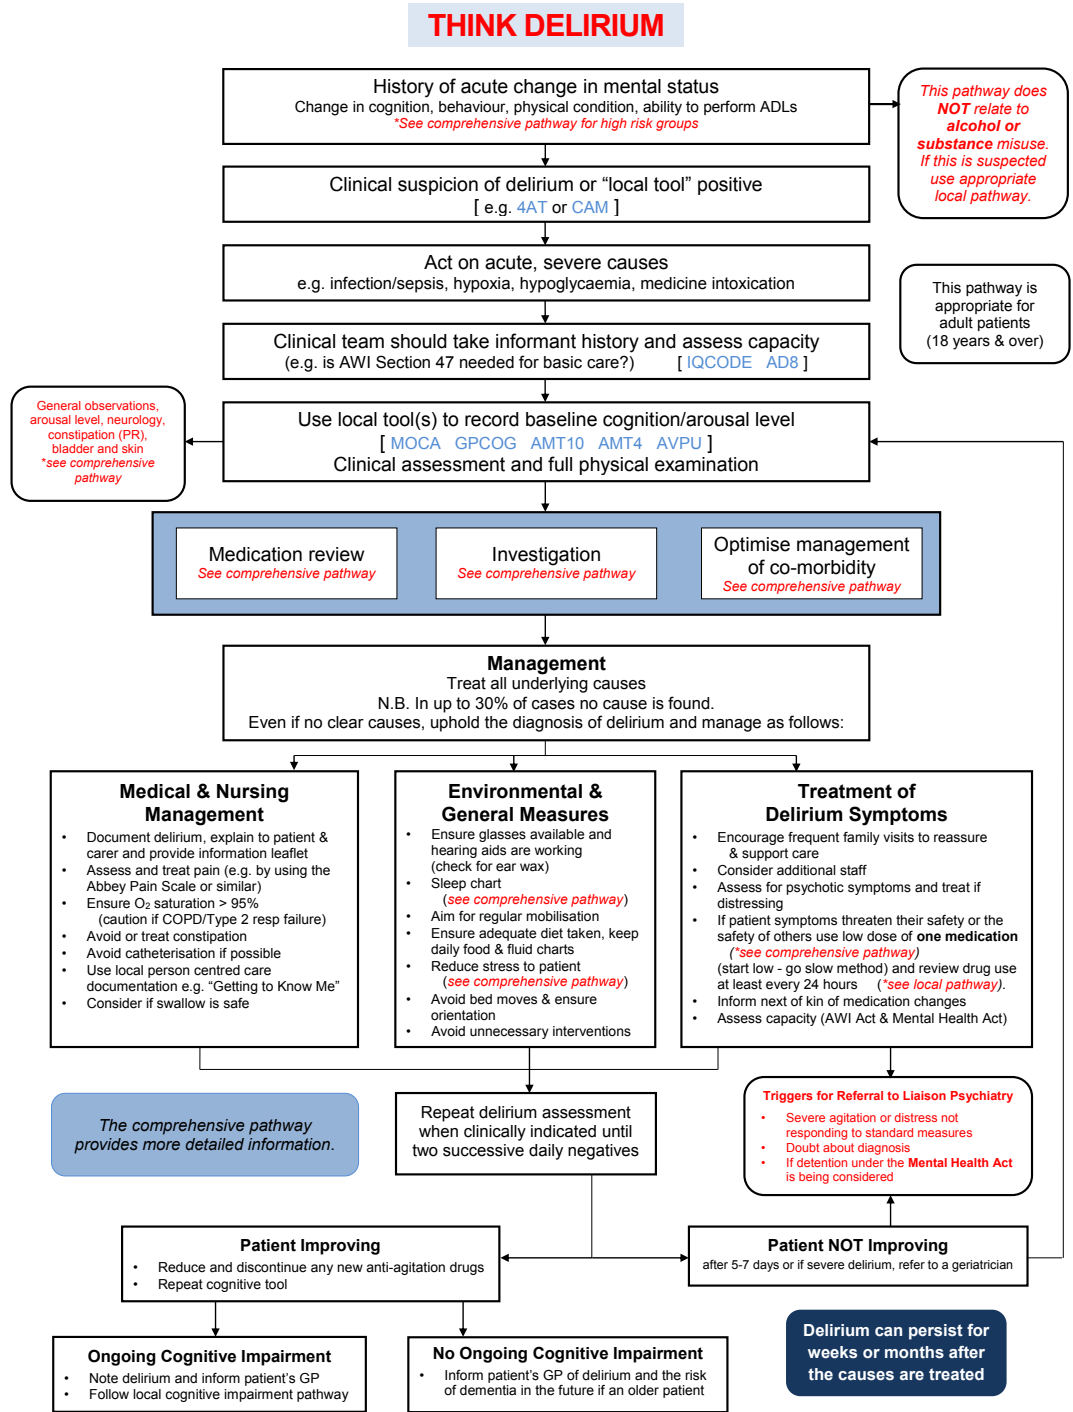 THINK DELIRIUM
History of acute change in mental status
Change in cognition, behaviour, physical condition, ability to perform ADLs
*See comprehensive pathway for high risk groups
This pathway does
NOT relate to
alcohol or
substance misuse.
If this is suspected
use appropriate
local pathway.
Clinical suspicion of delirium or “local tool” positive
[ e.g. 4AT or CAM ]
Act on acute, severe causes
e.g. infection/sepsis, hypoxia, hypoglycaemia, medicine intoxication
This pathway is
appropriate for
adult patients
(18 years & over)
Clinical team should take informant history and assess capacity
(e.g. is AWI Section 47 needed for basic care?) [ IQCODE AD8 ]
General observations,
arousal level, neurology,
constipation (PR),
bladder and skin
*see comprehensive
pathway
Use local tool(s) to record baseline cognition/arousal level
[ MOCA GPCOG AMT10 AMT4 AVPU ]
Clinical assessment and full physical examination
Medication review
See comprehensive pathway
Investigation
See comprehensive pathway
Optimise management
of co-morbidity
See comprehensive pathway
Management
Treat all underlying causes
N.B. In up to 30% of cases no cause is found.
Even if no clear causes, uphold the diagnosis of delirium and manage as follows:
Medical & Nursing
Management
• Document delirium, explain to patient &
carer and provide information leaflet
• Assess and treat pain (e.g. by using the
Abbey Pain Scale or similar)
• Ensure O2 saturation > 95%
(caution if COPD/Type 2 resp failure)
• Avoid or treat constipation
• Avoid catheterisation if possible
• Use local person centred care
documentation e.g. “Getting to Know Me”
• Consider if swallow is safe
Environmental &
General Measures
• Ensure glasses available and
hearing aids are working
(check for ear wax)
• Sleep chart
(see comprehensive pathway)
• Aim for regular mobilisation
• Ensure adequate diet taken, keep
daily food & fluid charts
• Reduce stress to patient
(see comprehensive pathway)
• Avoid bed moves & ensure
orientation
• Avoid unnecessary interventions
Treatment of
Delirium Symptoms
• Encourage frequent family visits to reassure
& support care
• Consider additional staff
• Assess for psychotic symptoms and treat if
distressing
• If patient symptoms threaten their safety or the
safety of others use low dose of one medication
(*see comprehensive pathway)
(start low - go slow method) and review drug use
at least every 24 hours (*see local pathway).
• Inform next of kin of medication changes
• Assess capacity (AWI Act & Mental Health Act)
The comprehensive pathway
provides more detailed information.
Repeat delirium assessment
when clinically indicated until
two successive daily negatives
Triggers for Referral to Liaison Psychiatry
• Severe agitation or distress not
responding to standard measures
• Doubt about diagnosis
• If detention under the Mental Health Act
is being considered
Patient Improving
• Reduce and discontinue any new anti-agitation drugs
• Repeat cognitive tool
Patient NOT Improving
after 5-7 days or if severe delirium, refer to a geriatrician
Ongoing Cognitive Impairment
• Note delirium and inform patient’s GP
• Follow local cognitive impairment pathway
No Ongoing Cognitive Impairment
• Inform patient’s GP of delirium and the risk
of dementia in the future if an older patient
Delirium can persist for
weeks or months after
the causes are treated